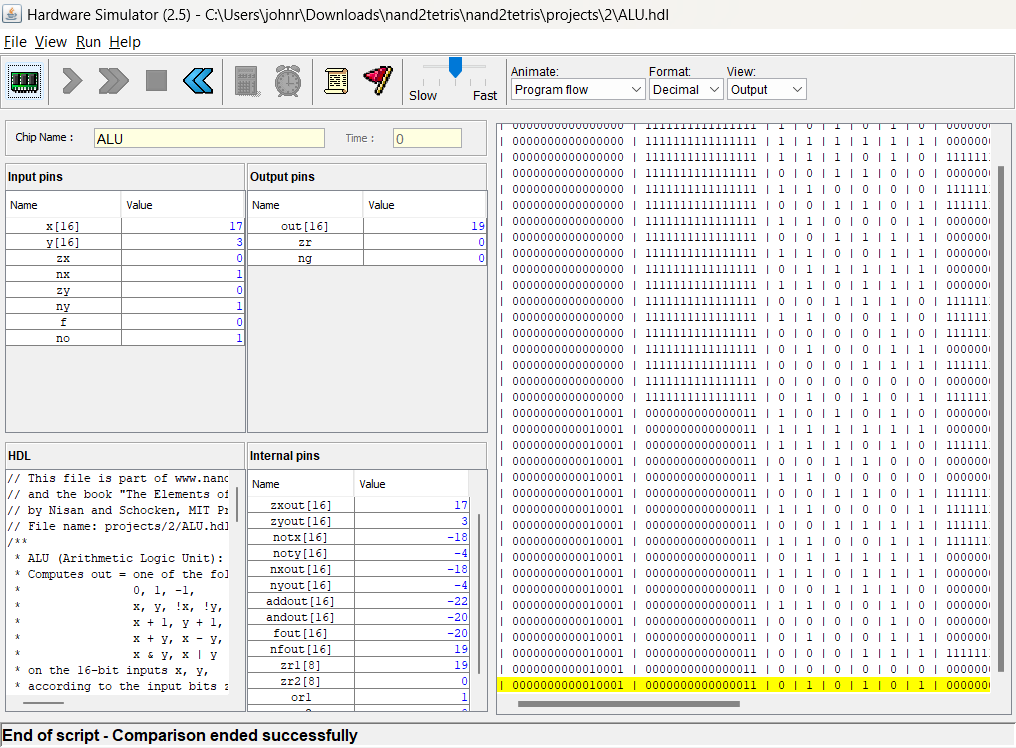 Hardware Simulator (2.5) - C:\Users\johnr\Downloads\nand2tetris\nand2tetris\projects\2\ALU.hdl
File View Run Help
Slow Fast
Animate: Format: View:
Program flow Decimal Output
Chip Name : ALU Time : 0
Input pins
Name Value
x[16] 17
y[16] 3
zx 0
nx 1
zy 0
ny 1
f 0
no 1
Output pins
Name Value
out[16] 19
zr 0
ng 0
HDL
// This file is part of www.nand
// and the book "The Elements of
// by Nisan and Schocken, MIT Pr
// File name: projects/2/ALU.hdl
/**
* ALU (Arithmetic Logic Unit):
* Computes out = one of the fol
* 0, 1, -1,
* x, y, !x, !y,
* x + 1, y + 1,
* x + y, x - y,
* x & y, x | y
* on the 16-bit inputs x, y,
* according to the input bits z
Internal pins
Name Value
zxout[16] 17
zyout[16] 3
notx[16] -18
noty[16] -4
nxout[16] -18
nyout[16] -4
addout[16] -22
andout[16] -20
fout[16] -20
nfout[16] 19
zr1[8] 19
zr2[8] 0
or1 1
| 0000000000000000 | 1111111111111111 | 1 | 0 | 1 | 0 | 1 | 0 | 000000
| 0000000000000000 | 1111111111111111 | 1 | 1 | 1 | 1 | 1 | 1 | 000000
| 0000000000000000 | 1111111111111111 | 1 | 1 | 1 | 0 | 1 | 0 | 111111
| 0000000000000000 | 1111111111111111 | 0 | 0 | 1 | 1 | 0 | 0 | 000000
| 0000000000000000 | 1111111111111111 | 1 | 1 | 0 | 0 | 0 | 0 | 111111
| 0000000000000000 | 1111111111111111 | 0 | 0 | 1 | 1 | 0 | 1 | 111111
| 0000000000000000 | 1111111111111111 | 1 | 1 | 0 | 0 | 0 | 1 | 000000
| 0000000000000000 | 1111111111111111 | 0 | 0 | 1 | 1 | 1 | 1 | 000000
| 0000000000000000 | 1111111111111111 | 1 | 1 | 0 | 0 | 1 | 1 | 000000
| 0000000000000000 | 1111111111111111 | 0 | 1 | 1 | 1 | 1 | 1 | 000000
| 0000000000000000 | 1111111111111111 | 1 | 1 | 0 | 1 | 1 | 1 | 000000
| 0000000000000000 | 1111111111111111 | 0 | 0 | 1 | 1 | 1 | 0 | 111111
| 0000000000000000 | 1111111111111111 | 1 | 1 | 0 | 0 | 1 | 0 | 111111
| 0000000000000000 | 1111111111111111 | 0 | 0 | 0 | 0 | 1 | 0 | 111111
| 0000000000000000 | 1111111111111111 | 0 | 1 | 0 | 0 | 1 | 1 | 000000
| 0000000000000000 | 1111111111111111 | 0 | 0 | 0 | 1 | 1 | 1 | 111111
| 0000000000000000 | 1111111111111111 | 0 | 0 | 0 | 0 | 0 | 0 | 000000
| 0000000000000000 | 1111111111111111 | 0 | 1 | 0 | 1 | 0 | 1 | 111111
| 0000000000010001 | 0000000000000011 | 1 | 0 | 1 | 0 | 1 | 0 | 000000
| 0000000000010001 | 0000000000000011 | 1 | 1 | 1 | 1 | 1 | 1 | 000000
| 0000000000010001 | 0000000000000011 | 1 | 1 | 1 | 0 | 1 | 0 | 111111
| 0000000000010001 | 0000000000000011 | 0 | 0 | 1 | 1 | 0 | 0 | 000000
| 0000000000010001 | 0000000000000011 | 1 | 1 | 0 | 0 | 0 | 0 | 000000
| 0000000000010001 | 0000000000000011 | 0 | 0 | 1 | 1 | 0 | 1 | 111111
| 0000000000010001 | 0000000000000011 | 1 | 1 | 0 | 0 | 0 | 1 | 111111
| 0000000000010001 | 0000000000000011 | 0 | 0 | 1 | 1 | 1 | 1 | 111111
| 0000000000010001 | 0000000000000011 | 1 | 1 | 0 | 0 | 1 | 1 | 111111
| 0000000000010001 | 0000000000000011 | 0 | 1 | 1 | 1 | 1 | 1 | 000000
| 0000000000010001 | 0000000000000011 | 1 | 1 | 0 | 1 | 1 | 1 | 000000
| 0000000000010001 | 0000000000000011 | 0 | 0 | 1 | 1 | 1 | 0 | 000000
| 0000000000010001 | 0000000000000011 | 1 | 1 | 0 | 0 | 1 | 0 | 000000
| 0000000000010001 | 0000000000000011 | 0 | 0 | 0 | 0 | 1 | 0 | 000000
| 0000000000010001 | 0000000000000011 | 0 | 1 | 0 | 0 | 1 | 1 | 000000
| 0000000000010001 | 0000000000000011 | 0 | 0 | 0 | 1 | 1 | 1 | 111111
| 0000000000010001 | 0000000000000011 | 0 | 0 | 0 | 0 | 0 | 0 | 000000
| 0000000000010001 | 0000000000000011 | 0 | 1 | 0 | 1 | 0 | 1 | 000000
End of script - Comparison ended successfully